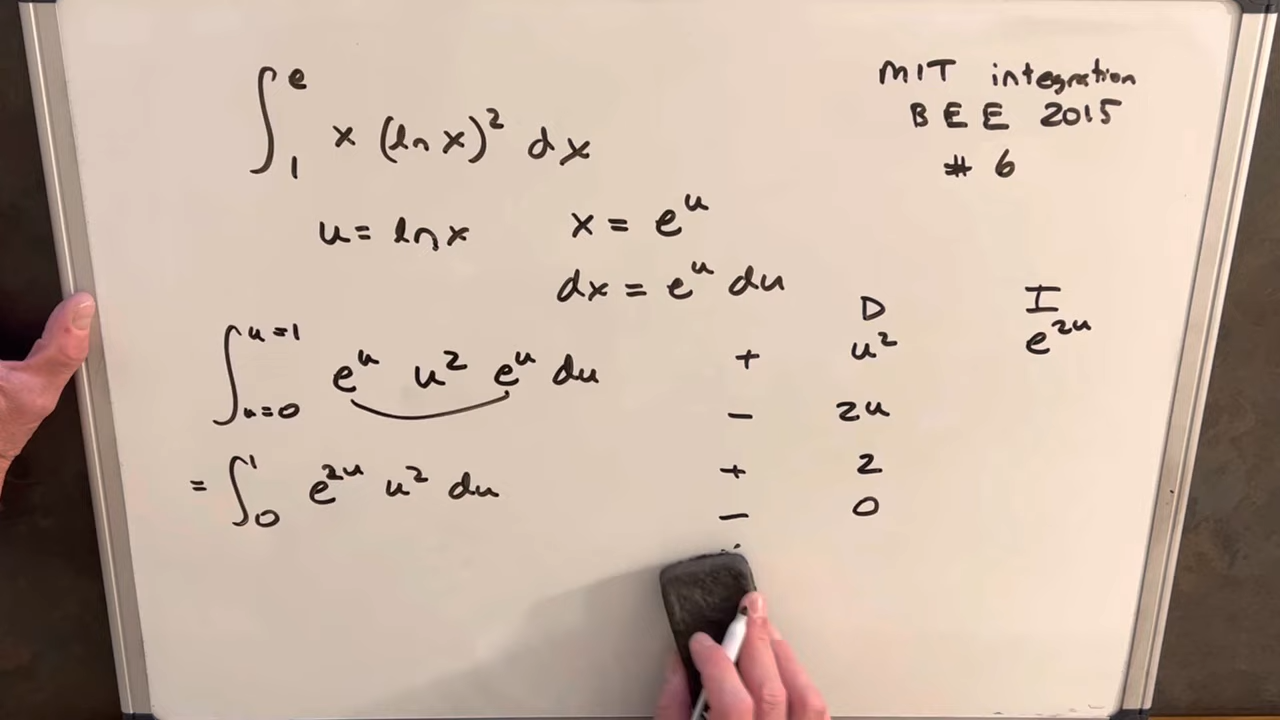 ∫₁ᵉ x (ln x)² dx
MIT integration
BEE 2015
# 6
u = ln x    x = eᵘ
dx = eᵘ du
∫ᵤ₌₀ᵘ⁼¹ eᵘ u² eᵘ du
= ∫₀¹ e²ᵘ u² du
D    I
+    u²    e²ᵘ
−    2u
+    2
−    0